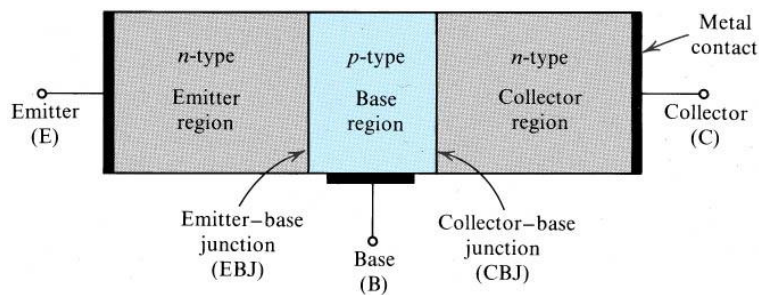 n-type
Emitter
region
p-type
Base
region
n-type
Collector
region
Metal
contact
Emitter
(E)
Collector
(C)
Emitter–base
junction
(EBJ)
Base
(B)
Collector–base
junction
(CBJ)